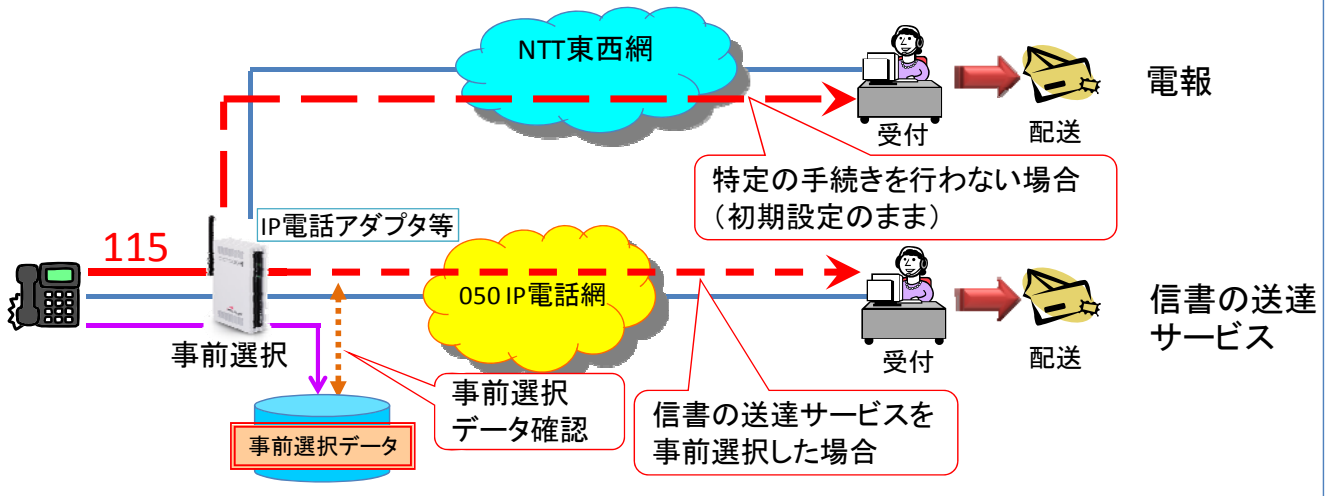 NTT東西網
電報
受付
配送
特定の手続きを行わない場合
（初期設定のまま）
IP電話アダプタ等
115
050 IP電話網
信書の送達
サービス
事前選択
受付
配送
事前選択
データ確認
信書の送達サービスを
事前選択した場合
事前選択データ